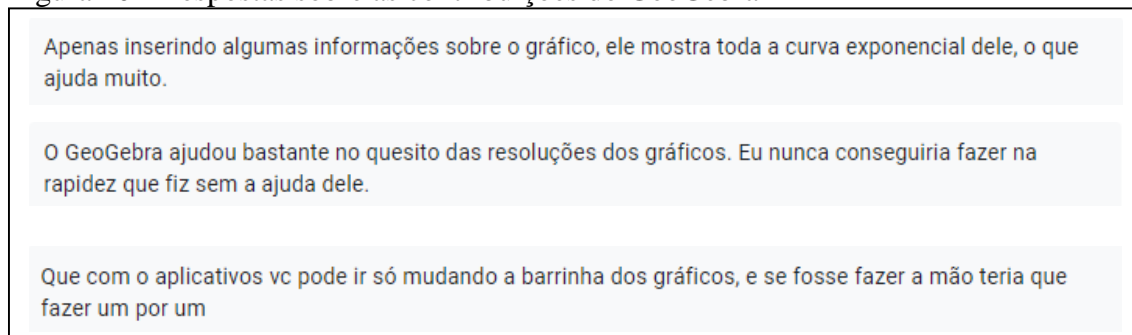 Apenas inserindo algumas informações sobre o gráfico, ele mostra toda a curva exponencial dele, o que
ajuda muito.
O GeoGebra ajudou bastante no quesito das resoluções dos gráficos. Eu nunca conseguiria fazer na
rapidez que fiz sem a ajuda dele.
Que com o aplicativos vc pode ir só mudando a barrinha dos gráficos, e se fosse fazer a mão teria que
fazer um por um